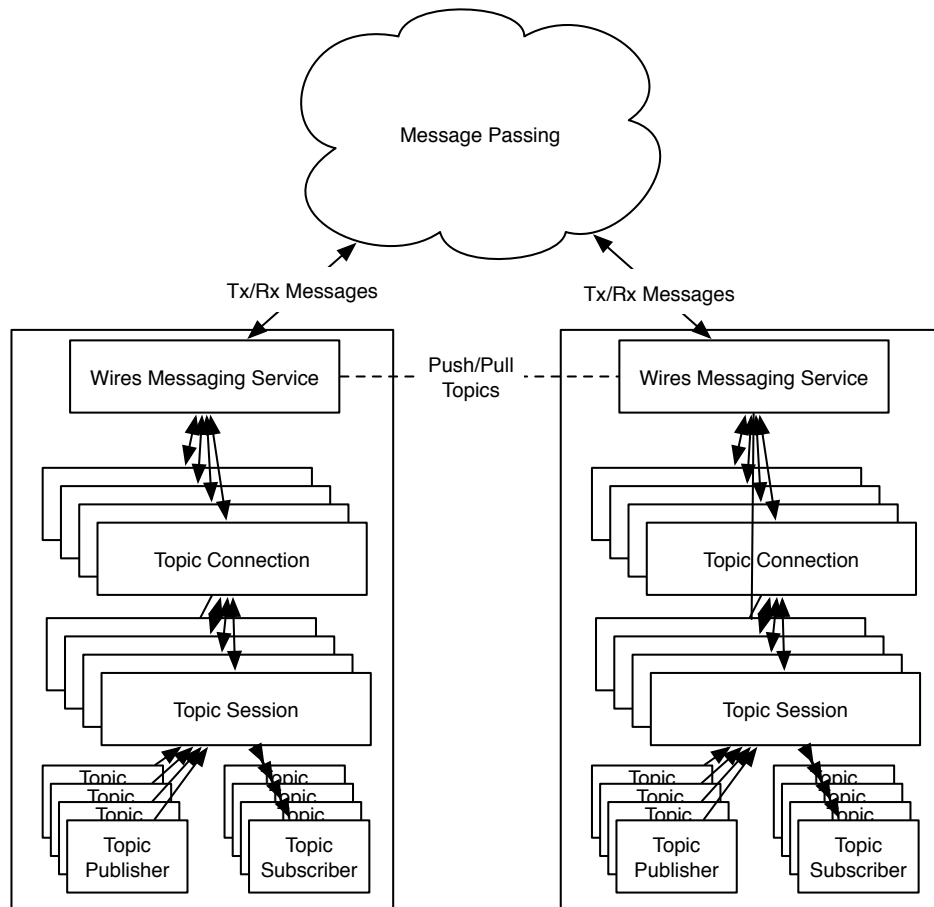 Message Passing
Tx/Rx Messages
Tx/Rx Messages
Wires Messaging Service
Push/Pull
Topics
Wires Messaging Service
Topic Connection
Topic Connection
Topic Session
Topic Session
Topic
Topic
Topic
Topic
Publisher
Topic
Topic
Topic
Topic
Subscriber
Topic
Topic
Topic
Topic
Publisher
Topic
Topic
Topic
Topic
Subscriber